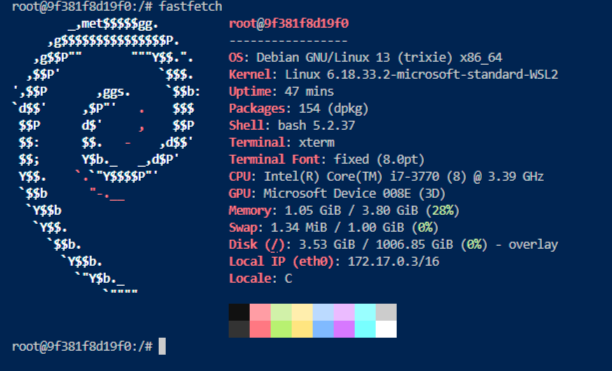 root@9f381f8d19f0:/# fastfetch
root@9f381f8d19f0
-----------------
OS: Debian GNU/Linux 13 (trixie) x86_64
Kernel: Linux 6.18.33.2-microsoft-standard-WSL2
Uptime: 47 mins
Packages: 154 (dpkg)
Shell: bash 5.2.37
Terminal: xterm
Terminal Font: fixed (8.0pt)
CPU: Intel(R) Core(TM) i7-3770 (8) @ 3.39 GHz
GPU: Microsoft Device 008E (3D)
Memory: 1.05 GiB / 3.80 GiB (28%)
Swap: 1.34 MiB / 1.00 GiB (0%)
Disk (/): 3.53 GiB / 1006.85 GiB (0%) - overlay
Local IP (eth0): 172.17.0.3/16
Locale: C
root@9f381f8d19f0:/#